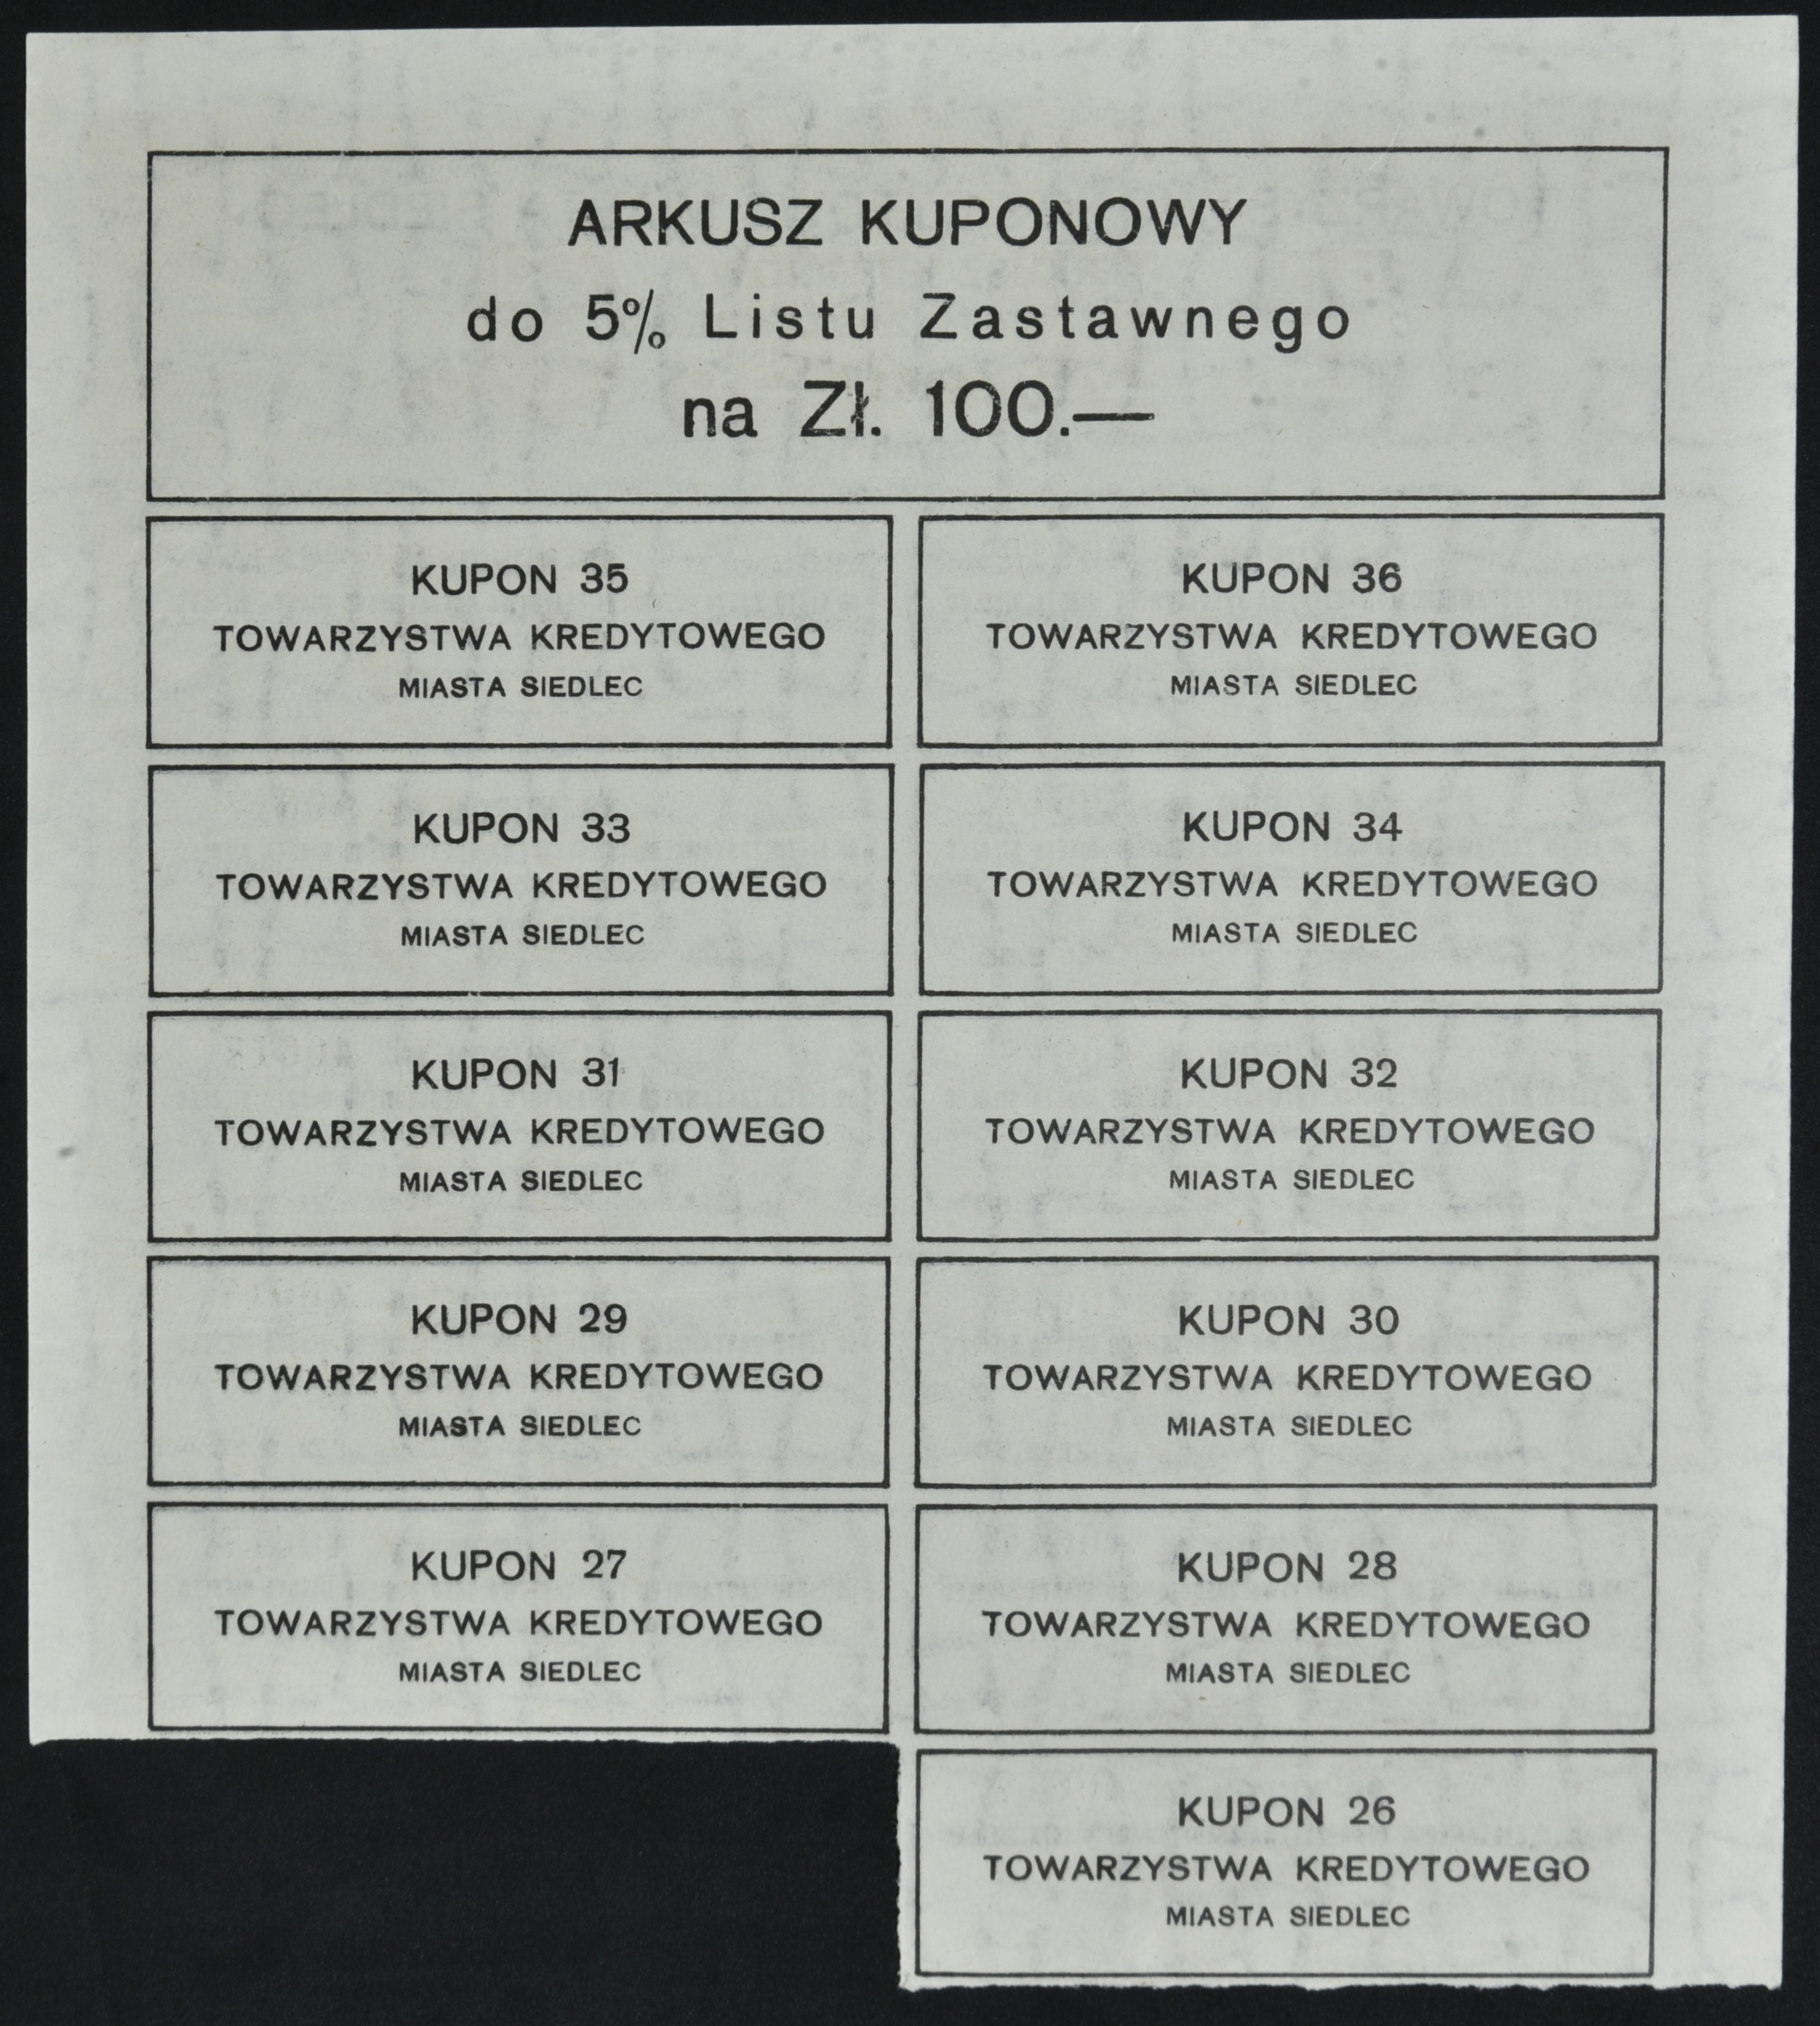 ARKUSZ KUPONOWY
do 5% Listu Zastawnego
na Zł. 100.—
KUPON 35
TOWARZYSTWA KREDYTOWEGO
MIASTA SIEDLEC
KUPON 36
TOWARZYSTWA KREDYTOWEGO
MIASTA SIEDLEC
KUPON 33
TOWARZYSTWA KREDYTOWEGO
MIASTA SIEDLEC
KUPON 34
TOWARZYSTWA KREDYTOWEGO
MIASTA SIEDLEC
KUPON 31
TOWARZYSTWA KREDYTOWEGO
MIASTA SIEDLEC
KUPON 32
TOWARZYSTWA KREDYTOWEGO
MIASTA SIEDLEC
KUPON 29
TOWARZYSTWA KREDYTOWEGO
MIASTA SIEDLEC
KUPON 30
TOWARZYSTWA KREDYTOWEGO
MIASTA SIEDLEC
KUPON 27
TOWARZYSTWA KREDYTOWEGO
MIASTA SIEDLEC
KUPON 28
TOWARZYSTWA KREDYTOWEGO
MIASTA SIEDLEC
KUPON 26
TOWARZYSTWA KREDYTOWEGO
MIASTA SIEDLEC